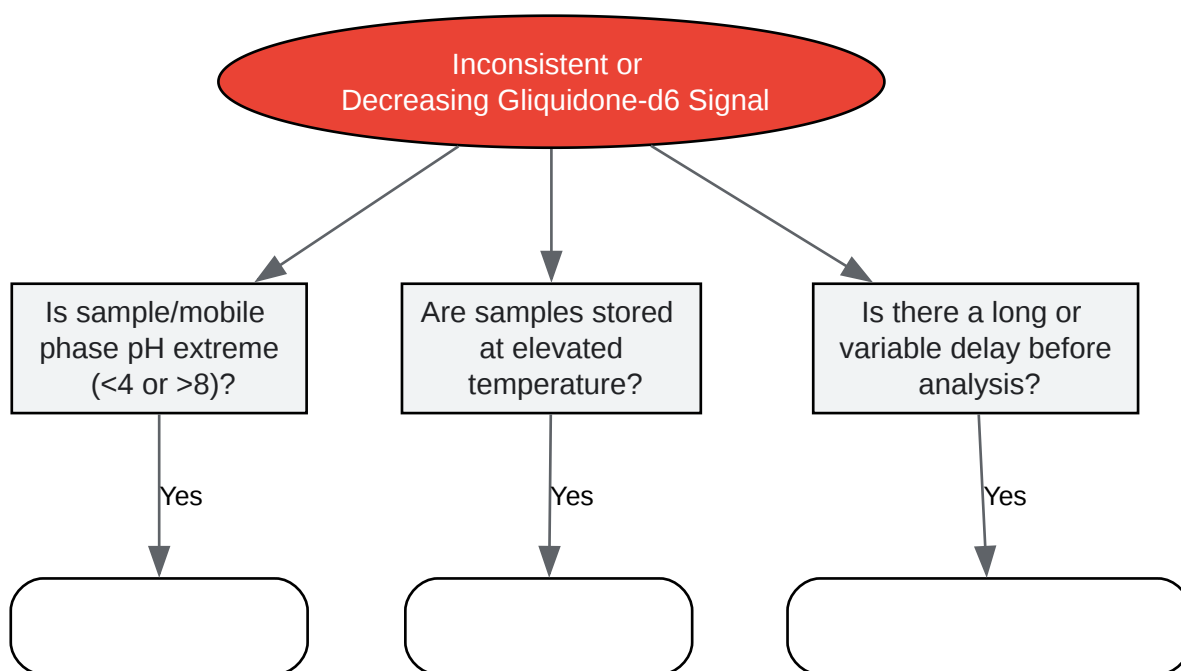 Inconsistent or
Decreasing Gliquidone-d6 Signal
Is sample/mobile
phase pH extreme
(<4 or >8)?
Are samples stored
at elevated
temperature?
Is there a long or
variable delay before
analysis?
Yes
Yes
Yes